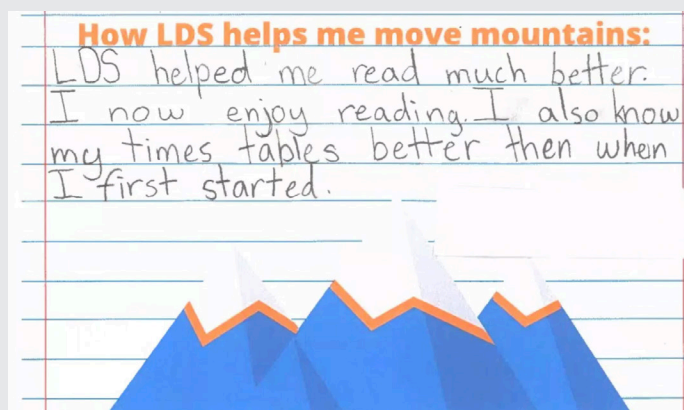 How LDS helps me move mountains:
LDS helped me read much better.
I now enjoy reading. I also know
my times tables better then when
I first started.